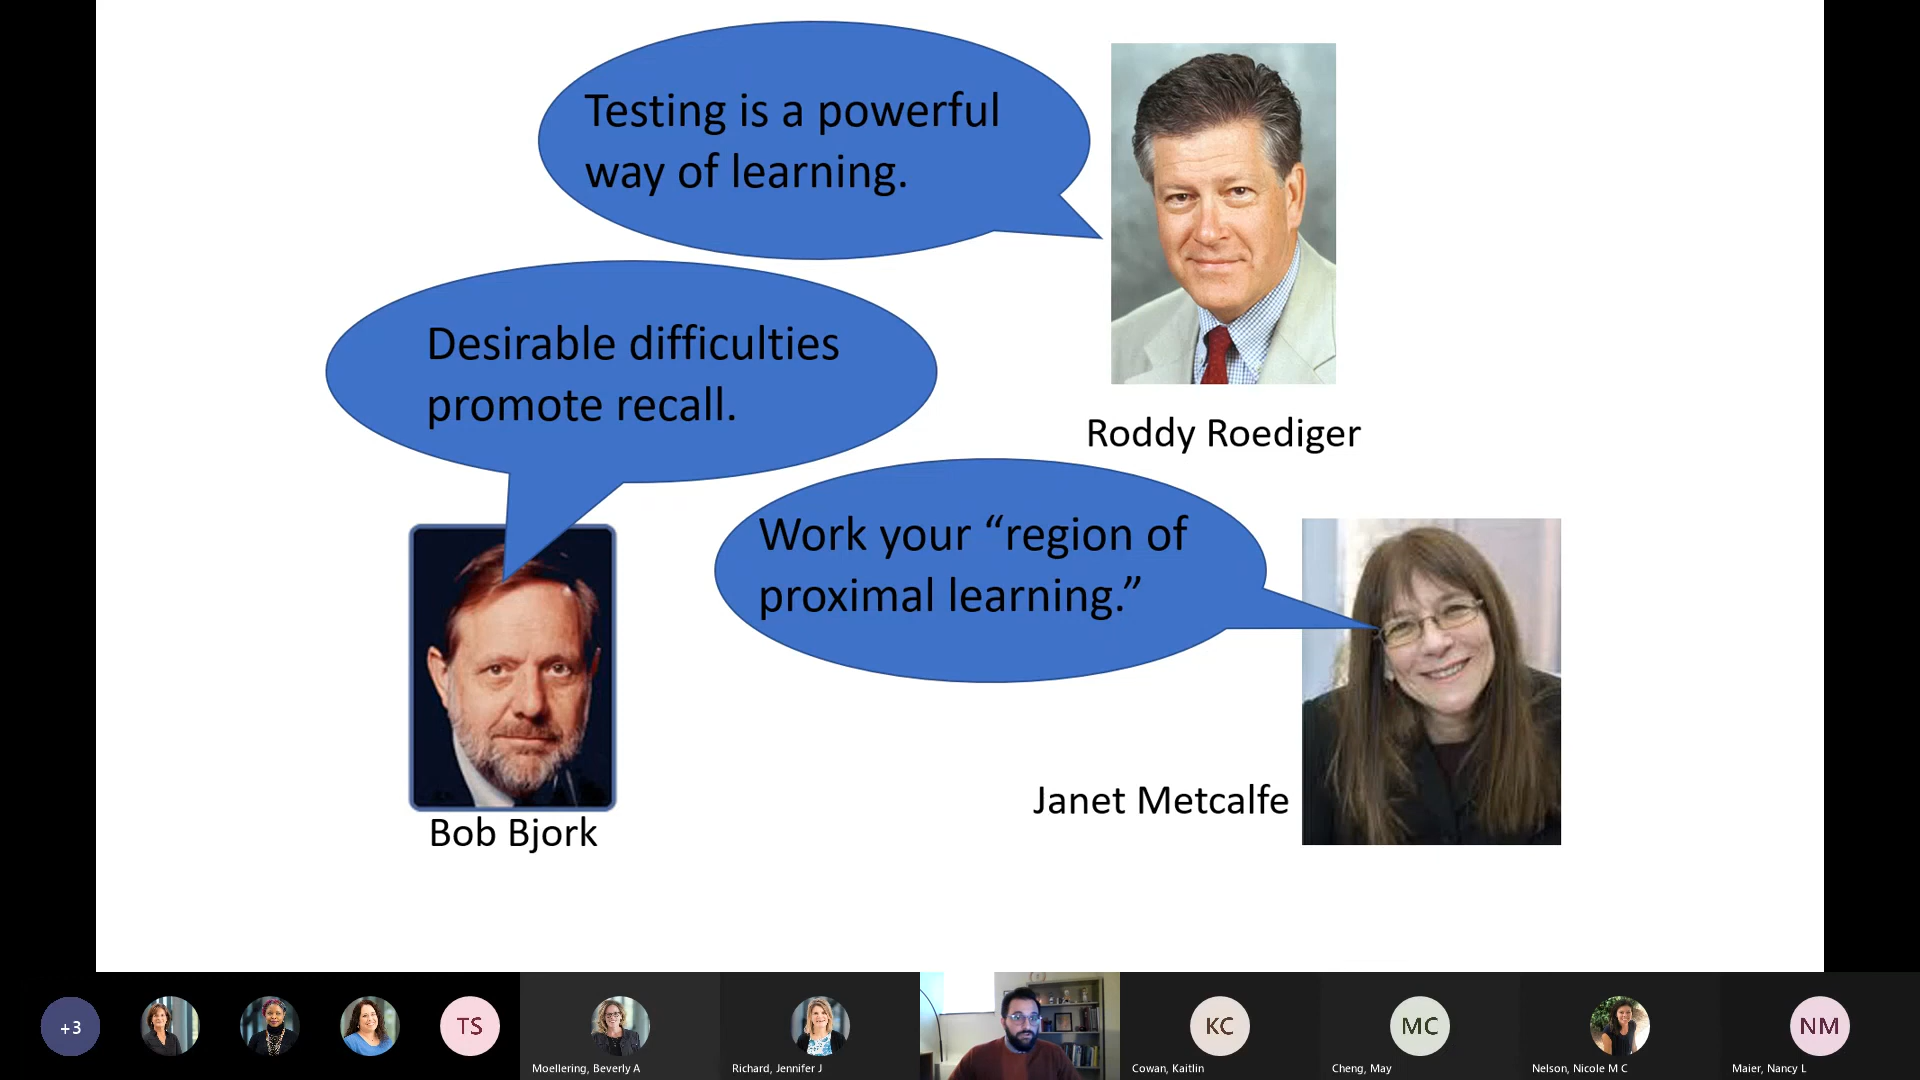 Testing is a powerful
way of learning.
Roddy Roediger
Desirable difficulties
promote recall.
Bob Bjork
Work your “region of
proximal learning.”
Janet Metcalfe
+3
TS
Moellering, Beverly A
Richard, Jennifer J
KC
Cowan, Kaitlin
MC
Cheng, May
Nelson, Nicole M C
NM
Maier, Nancy L